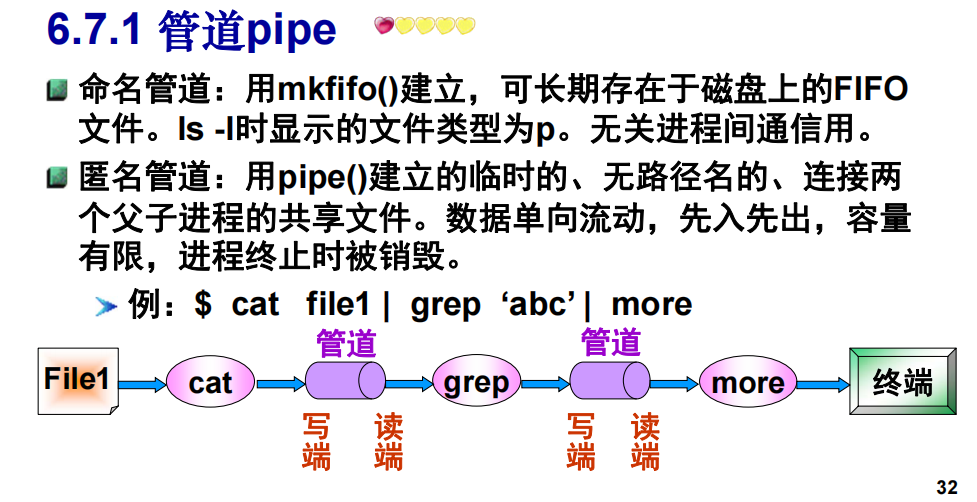 6.7.1 管道pipe
命名管道：用mkfifo()建立，可长期存在于磁盘上的FIFO
文件。ls -l时显示的文件类型为p。无关进程间通信用。
匿名管道：用pipe()建立的临时的、无路径名的、连接两
个父子进程的共享文件。数据单向流动，先入先出，容量
有限，进程终止时被销毁。
例：$ cat file1 | grep ‘abc’ | more
管道
管道
File1
cat
grep
more
终端
写端
读端
写端
读端
32